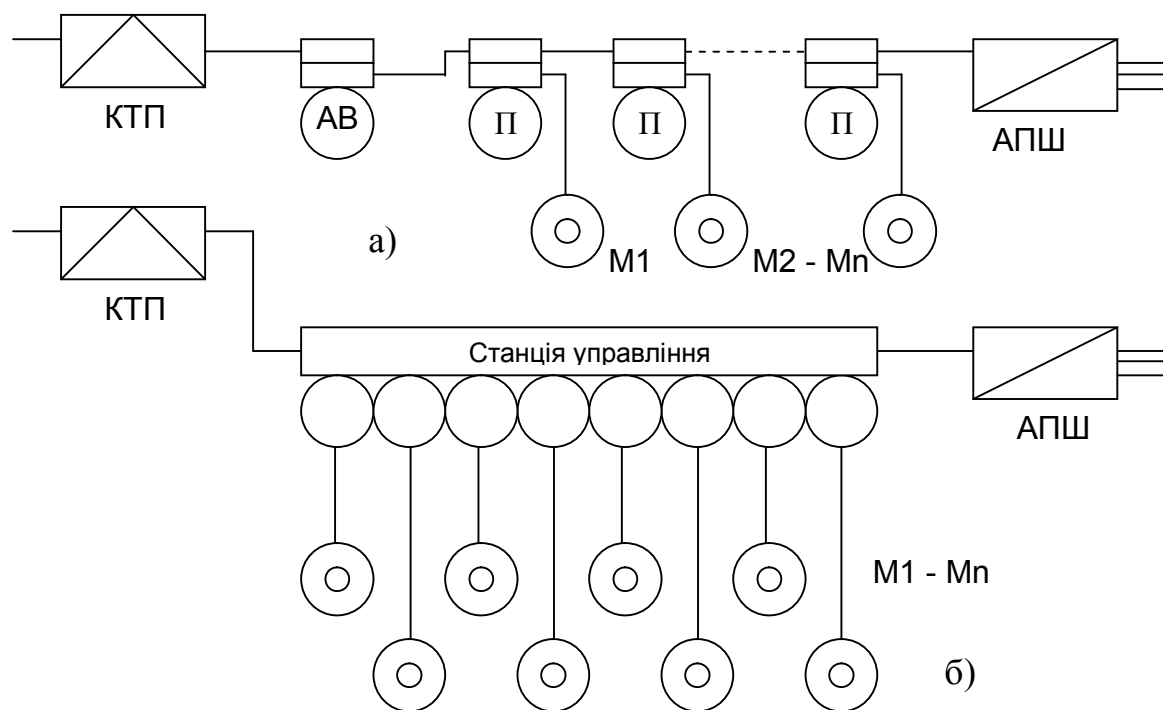 КТП
АВ
П
П
П
АПШ
а)
М1
М2 - Мn
КТП
Станція управління
АПШ
М1 - Мn
б)